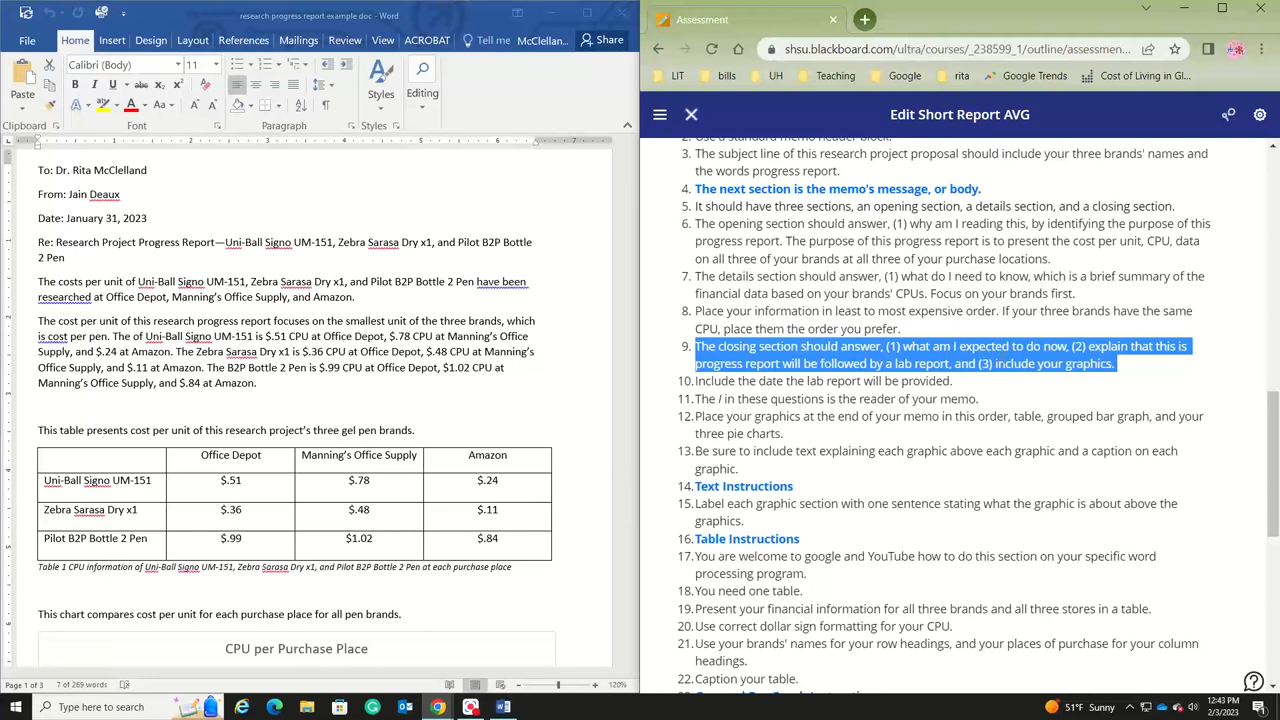 research progress report example doc - Word
File
Home
Insert
Design
Layout
References
Mailings
Review
View
ACROBAT
Tell me
McClellan...
Share
Paste
Calibri (Body)
11
Styles
Editing
Clipboard
Font
Paragraph
Styles
To: Dr. Rita McClelland
From: Jain Deaux
Date: January 31, 2023
Re: Research Project Progress Report—Uni-Ball Signo UM-151, Zebra Sarasa Dry x1, and Pilot B2P Bottle
2 Pen
The costs per unit of Uni-Ball Signo UM-151, Zebra Sarasa Dry x1, and Pilot B2P Bottle 2 Pen have been
researched at Office Depot, Manning's Office Supply, and Amazon.
The cost per unit of this research progress report focuses on the smallest unit of the three brands, which
is cost per pen. The of Uni-Ball Signo UM-151 is $.51 CPU at Office Depot, $.78 CPU at Manning's Office
Supply, and $.24 at Amazon. The Zebra Sarasa Dry x1 is $.36 CPU at Office Depot, $.48 CPU at Manning's
Office Supply, and $.11 at Amazon. The B2P Bottle 2 Pen is $.99 CPU at Office Depot, $1.02 CPU at
Manning's Office Supply, and $.84 at Amazon.
This table presents cost per unit of this research project's three gel pen brands.
Office Depot Manning's Office Supply Amazon
Uni-Ball Signo UM-151 $.51 $.78 $.24
Zebra Sarasa Dry x1 $.36 $.48 $.11
Pilot B2P Bottle 2 Pen $.99 $1.02 $.84
Table 1 CPU information of Uni-Ball Signo UM-151, Zebra Sarasa Dry x1, and Pilot B2P Bottle 2 Pen at each purchase place
This chart compares cost per unit for each purchase place for all pen brands.
CPU per Purchase Place
Page 1 of 3 7 of 269 words
120%
Assessment
shsu.blackboard.com/ultra/courses/_238599_1/outline/assessmen...
LIT
bills
UH
Teaching
Google
Google Trends
Cost of Living in Gl...
Edit Short Report AVG
2. Use a standard memo header block.
3. The subject line of this research project proposal should include your three brands' names and
the words progress report.
4. The next section is the memo's message, or body.
5. It should have three sections, an opening section, a details section, and a closing section.
6. The opening section should answer, (1) why am I reading this, by identifying the purpose of this
progress report. The purpose of this progress report is to present the cost per unit, CPU, data
on all three of your brands at all three of your purchase locations.
7. The details section should answer, (1) what do I need to know, which is a brief summary of the
financial data based on your brands' CPUs. Focus on your brands first.
8. Place your information in least to most expensive order. If your three brands have the same
CPU, place them the order you prefer.
9. The closing section should answer, (1) what am I expected to do now, (2) explain that this is
progress report will be followed by a lab report, and (3) include your graphics.
10. Include the date the lab report will be provided.
11. The I in these questions is the reader of your memo.
12. Place your graphics at the end of your memo in this order, table, grouped bar graph, and your
three pie charts.
13. Be sure to include text explaining each graphic above each graphic and a caption on each
graphic.
14. Text Instructions
15. Label each graphic section with one sentence stating what the graphic is about above the
graphics.
16. Table Instructions
17. You are welcome to google and YouTube how to do this section on your specific word
processing program.
18. You need one table.
19. Present your financial information for all three brands and all three stores in a table.
20. Use correct dollar sign formatting for your CPU.
21. Use your brands' names for your row headings, and your places of purchase for your column
headings.
22. Caption your table.
Type here to search
51°F Sunny
12:43 PM
2/3/2023